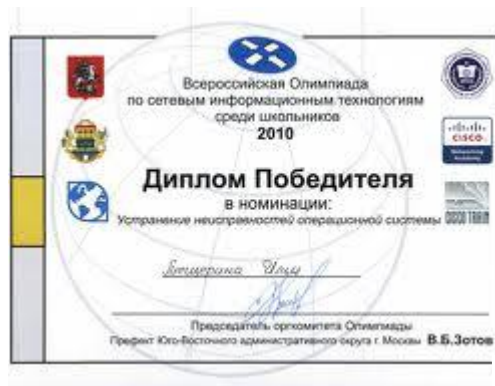 Всероссийская Олимпиада
по сетевым информационным технологиям
среди школьников
2010
Диплом Победителя
в номинации:
Устранение неисправностей операционной системы
CISCO
Председатель оргкомитета Олимпиады
Префект Юго-Восточного административного округа г. Москвы В.Б.Зотов